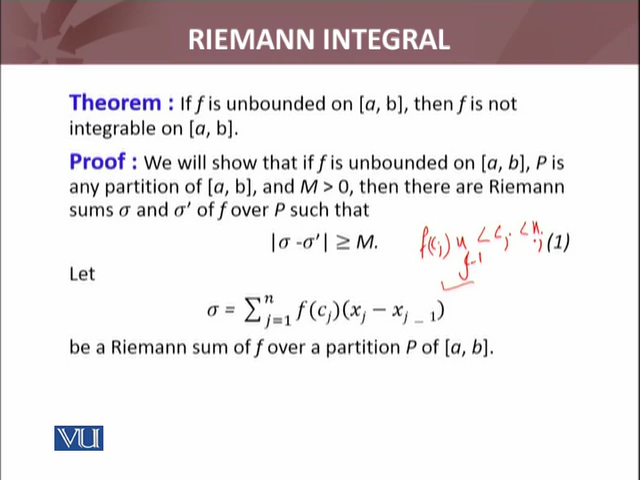 RIEMANN INTEGRAL
Theorem : If f is unbounded on [a, b], then f is not
integrable on [a, b].
Proof : We will show that if f is unbounded on [a, b], P is
any partition of [a, b], and M > 0, then there are Riemann
sums σ and σ′ of f over P such that
|σ -σ′| ≥ M. (1)
f(cⱼ)
Let
σ = ∑ⁿⱼ₌₁ f(cⱼ)(xⱼ − xⱼ ₋ ₁)
be a Riemann sum of f over a partition P of [a, b].
VU